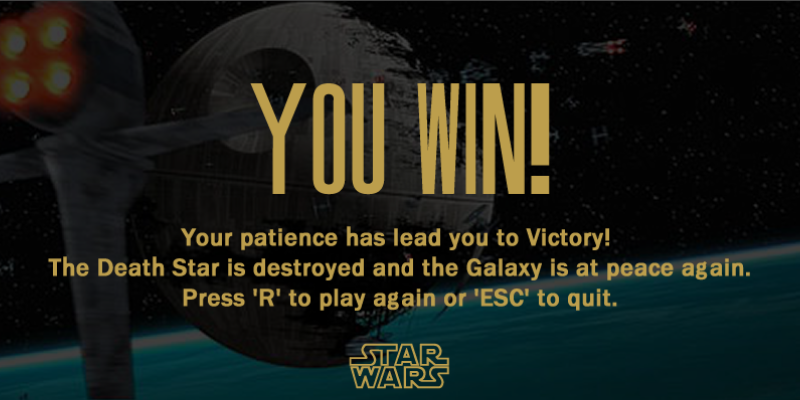 YOU WIN!
Your patience has lead you to Victory!
The Death Star is destroyed and the Galaxy is at peace again.
Press 'R' to play again or 'ESC' to quit.
STAR
WARS